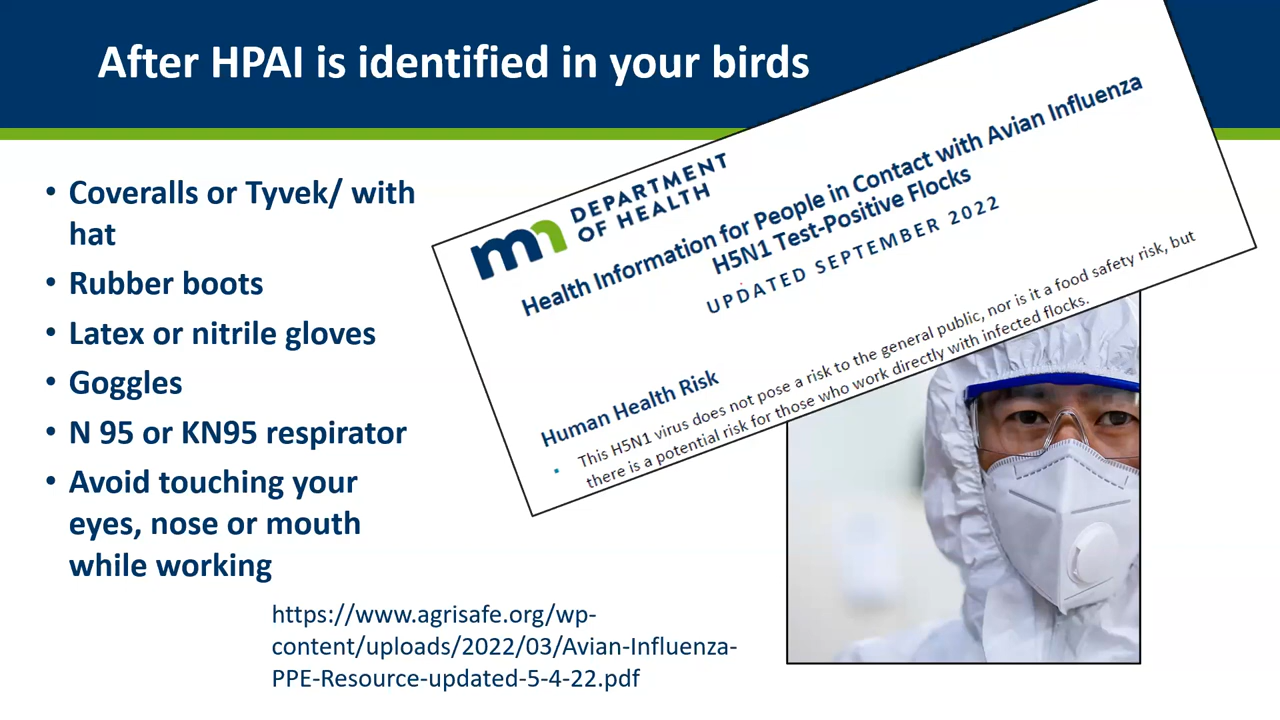 After HPAI is identified in your birds
• Coveralls or Tyvek/ with
hat
• Rubber boots
• Latex or nitrile gloves
• Goggles
• N 95 or KN95 respirator
• Avoid touching your
eyes, nose or mouth
while working
https://www.agrisafe.org/wp-
content/uploads/2022/03/Avian-Influenza-
PPE-Resource-updated-5-4-22.pdf
mn DEPARTMENT
OF HEALTH
Health Information for People in Contact with Avian Influenza
H5N1 Test-Positive Flocks
UPDATED SEPTEMBER 2022
Human Health Risk
▪ This H5N1 virus does not pose a risk to the general public, nor is it a food safety risk, but
there is a potential risk for those who work directly with infected flocks.